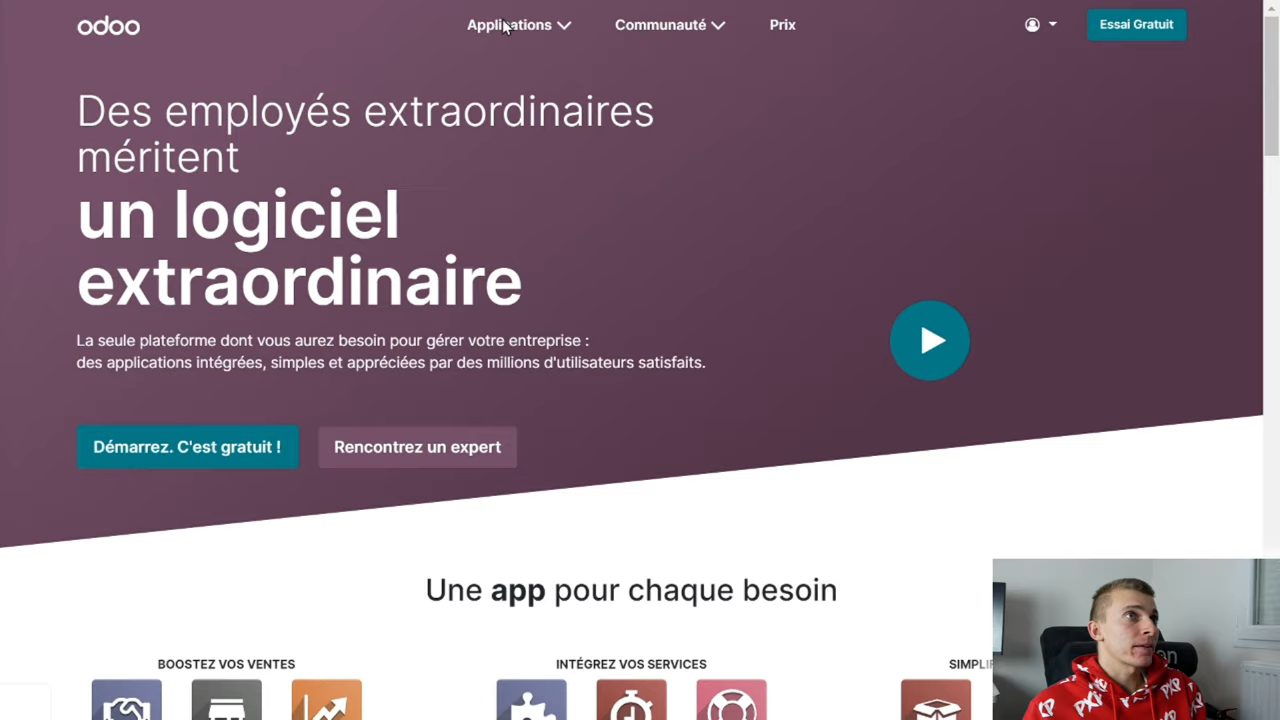 odoo
Applications
Communauté
Prix
Essai Gratuit
Des employés extraordinaires
méritent
un logiciel
extraordinaire
La seule plateforme dont vous aurez besoin pour gérer votre entreprise :
des applications intégrées, simples et appréciées par des millions d'utilisateurs satisfaits.
Démarrez. C'est gratuit !
Rencontrez un expert
Une app pour chaque besoin
BOOSTEZ VOS VENTES
INTÉGREZ VOS SERVICES